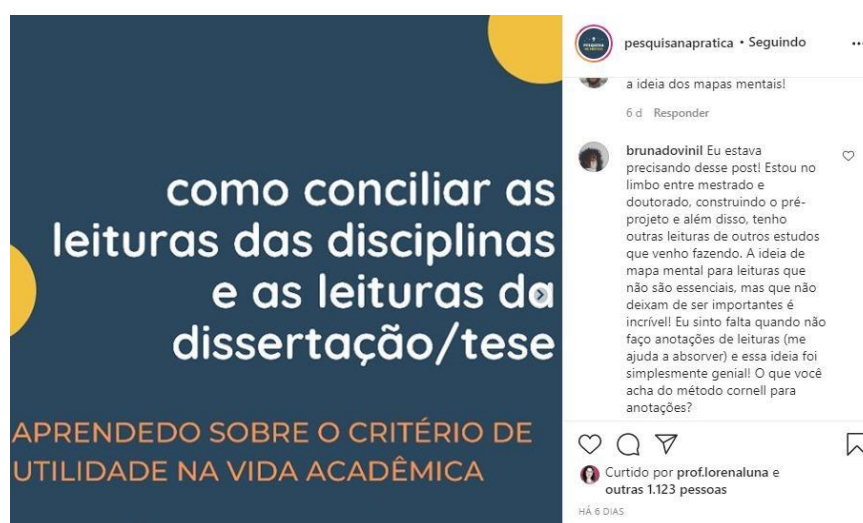 como conciliar as
leituras das disciplinas
e as leituras da
dissertação/tese
APRENDEDO SOBRE O CRITÉRIO DE
UTILIDADE NA VIDA ACADÊMICA
pesquisanapratica • Seguindo
a ideia dos mapas mentais!
6 d Responder
brunadovinil Eu estava
precisando desse post! Estou no
limbo entre mestrado e
doutorado, construindo o pré-
projeto e além disso, tenho
outras leituras de outros estudos
que venho fazendo. A ideia de
mapa mental para leituras que
não são essenciais, mas que não
deixam de ser importantes é
incrível! Eu sinto falta quando não
faço anotações de leituras (me
ajuda a absorver) e essa ideia foi
simplesmente genial! O que você
acha do método cornell para
anotações?
Curtido por prof.lorenaluna e
outras 1.123 pessoas
HÁ 6 DIAS